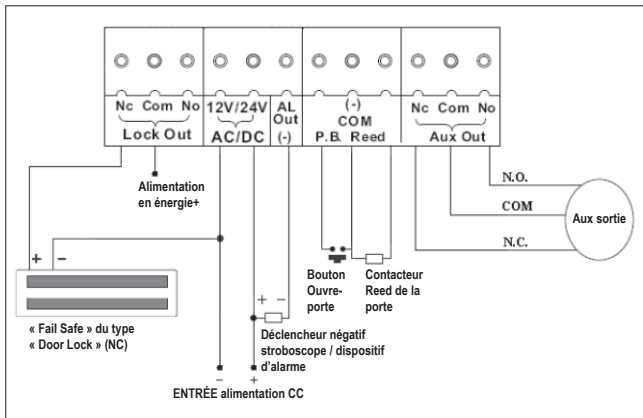 Nc Com No 12V/24V AL (-) Nc Com No
Out COM
Lock Out AC/DC (-) P.B. Reed Aux Out
N.O.
Alimentation
en énergie+
COM
Aux sortie
N.C.
+ -
Bouton
Ouvre-
porte
Contacteur
Reed de la
porte
+ -
« Fail Safe » du type
« Door Lock » (NC)
Déclencheur négatif
stroboscope / dispositif
d'alarme
- +
ENTRÉE alimentation CC